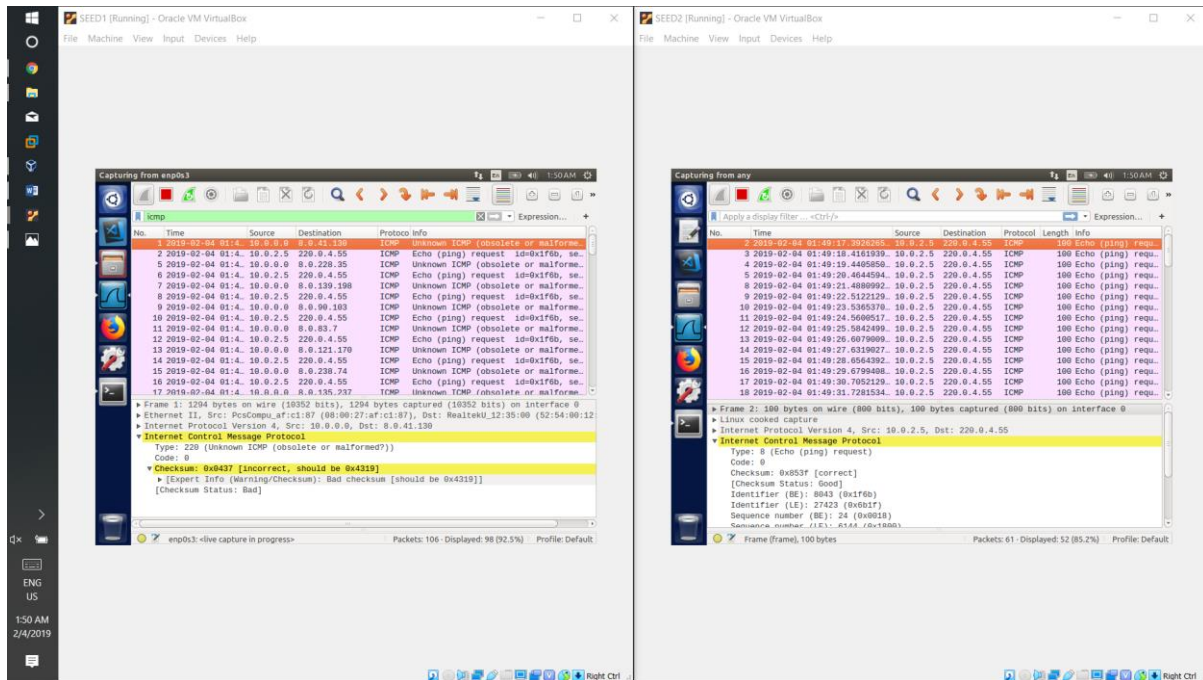 SEED1 [Running] - Oracle VM VirtualBox
File Machine View Input Devices Help
Capturing from enp0s3
1:50AM
icmp
Expression... +
No. Time Source Destination Protoco Info
1 2019-02-04 01:4… 10.0.0.0 8.0.41.130 ICMP Unknown ICMP (obsolete or malforme…
2 2019-02-04 01:4… 10.0.2.5 220.0.4.55 ICMP Echo (ping) request id=0x1f6b, se…
5 2019-02-04 01:4… 10.0.0.0 8.0.228.35 ICMP Unknown ICMP (obsolete or malforme…
6 2019-02-04 01:4… 10.0.2.5 220.0.4.55 ICMP Echo (ping) request id=0x1f6b, se…
7 2019-02-04 01:4… 10.0.0.0 8.0.139.198 ICMP Unknown ICMP (obsolete or malforme…
8 2019-02-04 01:4… 10.0.2.5 220.0.4.55 ICMP Echo (ping) request id=0x1f6b, se…
9 2019-02-04 01:4… 10.0.0.0 8.0.90.103 ICMP Unknown ICMP (obsolete or malforme…
10 2019-02-04 01:4… 10.0.2.5 220.0.4.55 ICMP Echo (ping) request id=0x1f6b, se…
11 2019-02-04 01:4… 10.0.0.0 8.0.83.7 ICMP Unknown ICMP (obsolete or malforme…
12 2019-02-04 01:4… 10.0.2.5 220.0.4.55 ICMP Echo (ping) request id=0x1f6b, se…
13 2019-02-04 01:4… 10.0.0.0 8.0.121.170 ICMP Unknown ICMP (obsolete or malforme…
14 2019-02-04 01:4… 10.0.2.5 220.0.4.55 ICMP Echo (ping) request id=0x1f6b, se…
15 2019-02-04 01:4… 10.0.0.0 8.0.238.74 ICMP Unknown ICMP (obsolete or malforme…
16 2019-02-04 01:4… 10.0.2.5 220.0.4.55 ICMP Echo (ping) request id=0x1f6b, se…
17 2019-02-04 01:4… 10.0.0.0 8.0.135.237 ICMP Unknown ICMP (obsolete or malforme…
Frame 1: 1294 bytes on wire (10352 bits), 1294 bytes captured (10352 bits) on interface 0
Ethernet II, Src: PcsCompu_af:c1:87 (08:00:27:af:c1:87), Dst: RealtekU_12:35:00 (52:54:00:12
Internet Protocol Version 4, Src: 10.0.0.0, Dst: 8.0.41.130
Internet Control Message Protocol
Type: 220 (Unknown ICMP (obsolete or malformed?))
Code: 0
Checksum: 0x0437 [incorrect, should be 0x4319]
[Expert Info (Warning/Checksum): Bad checksum [should be 0x4319]]
[Checksum Status: Bad]
enp0s3: <live capture in progress> Packets: 106 · Displayed: 98 (92.5%) Profile: Default
Right Ctrl
SEED2 [Running] - Oracle VM VirtualBox
File Machine View Input Devices Help
Capturing from any
1:50AM
Apply a display filter ... <Ctrl-/>
Expression... +
No. Time Source Destination Protocol Length Info
2 2019-02-04 01:49:17.3926265… 10.0.2.5 220.0.4.55 ICMP 100 Echo (ping) requ…
3 2019-02-04 01:49:18.4161939… 10.0.2.5 220.0.4.55 ICMP 100 Echo (ping) requ…
4 2019-02-04 01:49:19.4405050… 10.0.2.5 220.0.4.55 ICMP 100 Echo (ping) requ…
5 2019-02-04 01:49:20.4644594… 10.0.2.5 220.0.4.55 ICMP 100 Echo (ping) requ…
8 2019-02-04 01:49:21.4880992… 10.0.2.5 220.0.4.55 ICMP 100 Echo (ping) requ…
9 2019-02-04 01:49:22.5122129… 10.0.2.5 220.0.4.55 ICMP 100 Echo (ping) requ…
10 2019-02-04 01:49:23.5365370… 10.0.2.5 220.0.4.55 ICMP 100 Echo (ping) requ…
11 2019-02-04 01:49:24.5600517… 10.0.2.5 220.0.4.55 ICMP 100 Echo (ping) requ…
12 2019-02-04 01:49:25.5842499… 10.0.2.5 220.0.4.55 ICMP 100 Echo (ping) requ…
13 2019-02-04 01:49:26.6079009… 10.0.2.5 220.0.4.55 ICMP 100 Echo (ping) requ…
14 2019-02-04 01:49:27.6319027… 10.0.2.5 220.0.4.55 ICMP 100 Echo (ping) requ…
15 2019-02-04 01:49:28.6564392… 10.0.2.5 220.0.4.55 ICMP 100 Echo (ping) requ…
16 2019-02-04 01:49:29.6799408… 10.0.2.5 220.0.4.55 ICMP 100 Echo (ping) requ…
17 2019-02-04 01:49:30.7052129… 10.0.2.5 220.0.4.55 ICMP 100 Echo (ping) requ…
18 2019-02-04 01:49:31.7281534… 10.0.2.5 220.0.4.55 ICMP 100 Echo (ping) requ…
Frame 2: 100 bytes on wire (800 bits), 100 bytes captured (800 bits) on interface 0
Linux cooked capture
Internet Protocol Version 4, Src: 10.0.2.5, Dst: 220.0.4.55
Internet Control Message Protocol
Type: 8 (Echo (ping) request)
Code: 0
Checksum: 0x853f [correct]
[Checksum Status: Good]
Identifier (BE): 8043 (0x1f6b)
Identifier (LE): 27423 (0x6b1f)
Sequence number (BE): 24 (0x0018)
Sequence number (LE): 6144 (0x1800)
Frame (frame), 100 bytes Packets: 61 · Displayed: 52 (85.2%) Profile: Default
Right Ctrl
ENG
US
1:50 AM
2/4/2019